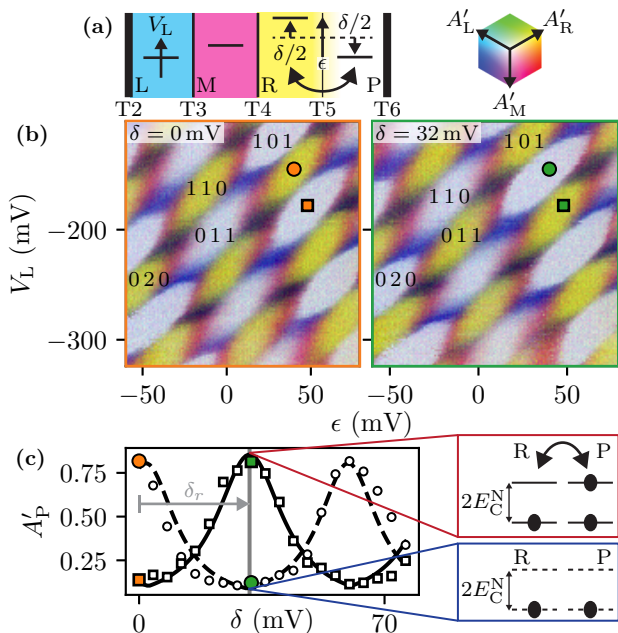 (a)
V_L
δ/2
δ/2
ϵ
L M R P
T2 T3 T4 T5 T6
A′_L A′_R
A′_M
(b)
δ = 0 mV
δ = 32 mV
1 0 1
1 1 0
0 1 1
0 2 0
1 0 1
1 1 0
0 1 1
0 2 0
V_L (mV)
−200
−300
−50 0 50
−50 0 50
ϵ (mV)
(c)
A′_P
0.75
0.50
0.25
δ_r
0 70
δ (mV)
R P
2E_C^N
R P
2E_C^N